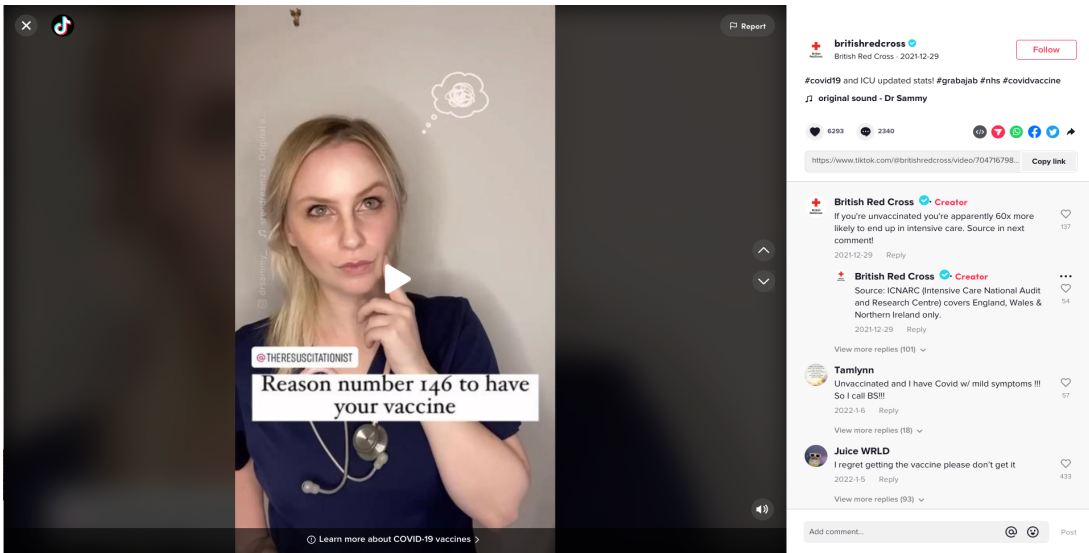 Report
@THERESUSCITATIONIST
Reason number 146 to have
your vaccine
Learn more about COVID-19 vaccines >
britishredcross
British Red Cross · 2021-12-29
Follow
#covid19 and ICU updated stats! #grabajab #nhs #covidvaccine
original sound - Dr Sammy
6293
2340
https://www.tiktok.com/@britishredcross/video/704716798...
Copy link
British Red Cross · Creator
If you're unvaccinated you're apparently 60x more
likely to end up in intensive care. Source in next
comment!
137
2021-12-29 Reply
British Red Cross · Creator
Source: ICNARC (Intensive Care National Audit
and Research Centre) covers England, Wales &
Northern Ireland only.
54
2021-12-29 Reply
View more replies (101)
Tamlynn
Unvaccinated and I have Covid w/ mild symptoms !!!
So I call BS!!!
57
2022-1-6 Reply
View more replies (18)
Juice WRLD
I regret getting the vaccine please don't get it
433
2022-1-5 Reply
View more replies (93)
Add comment...
Post